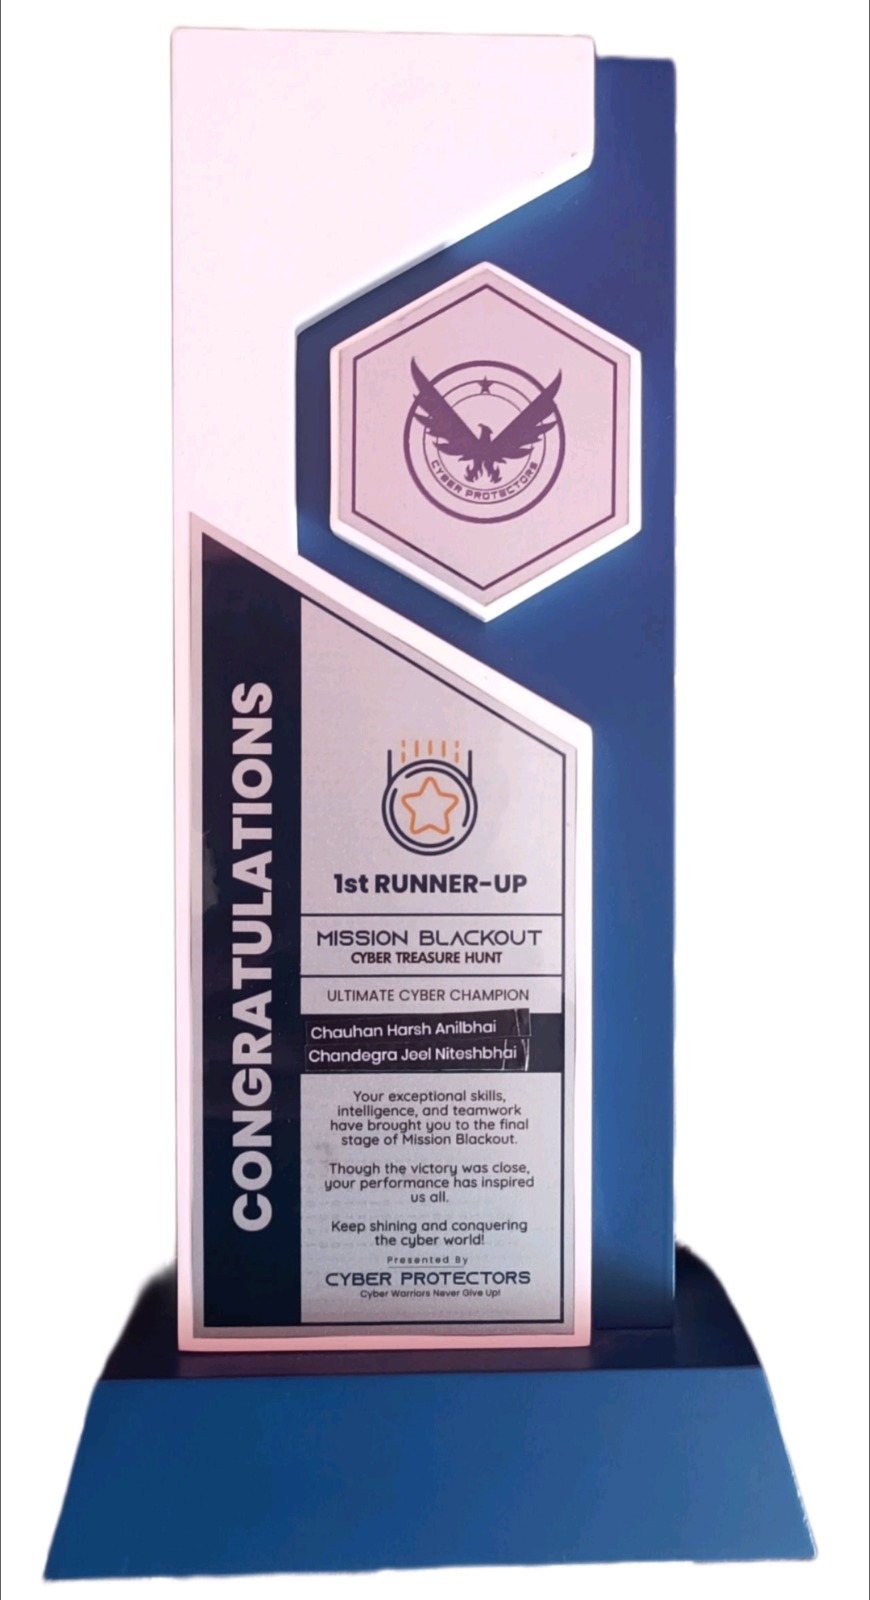 CYBER PROTECTORS
CONGRATULATIONS
1st RUNNER-UP
MISSION BLACKOUT
CYBER TREASURE HUNT
ULTIMATE CYBER CHAMPION
Chauhan Harsh Anilbhai
Chandegra Jeel Niteshbhai
Your exceptional skills,
intelligence, and teamwork
have brought you to the final
stage of Mission Blackout.
Though the victory was close,
your performance has inspired
us all.
Keep shining and conquering
the cyber world!
Presented By
CYBER PROTECTORS
Cyber Warriors Never Give Up!